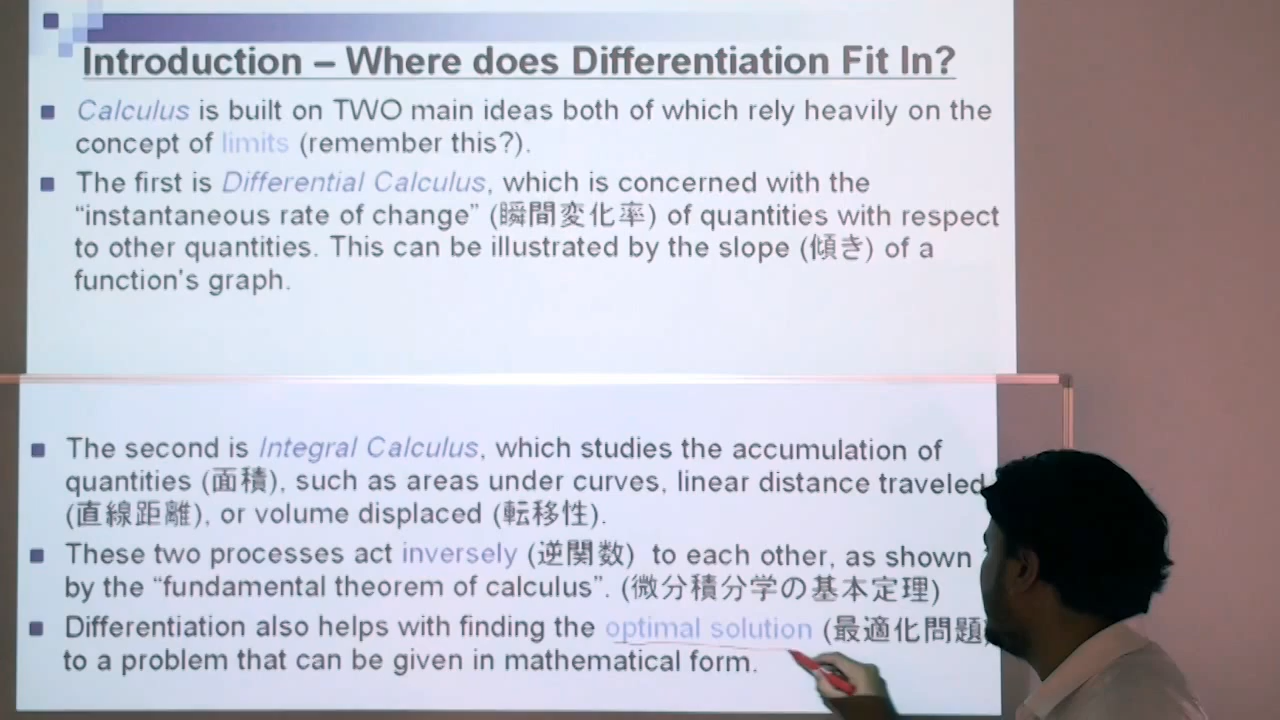 Introduction – Where does Differentiation Fit In?
Calculus is built on TWO main ideas both of which rely heavily on the
concept of limits (remember this?).
The first is Differential Calculus, which is concerned with the
“instantaneous rate of change” (瞬間変化率) of quantities with respect
to other quantities. This can be illustrated by the slope (傾き) of a
function's graph.
The second is Integral Calculus, which studies the accumulation of
quantities (面積), such as areas under curves, linear distance traveled
(直線距離), or volume displaced (転移性).
These two processes act inversely (逆関数) to each other, as shown
by the “fundamental theorem of calculus”. (微分積分学の基本定理)
Differentiation also helps with finding the optimal solution (最適化問題)
to a problem that can be given in mathematical form.